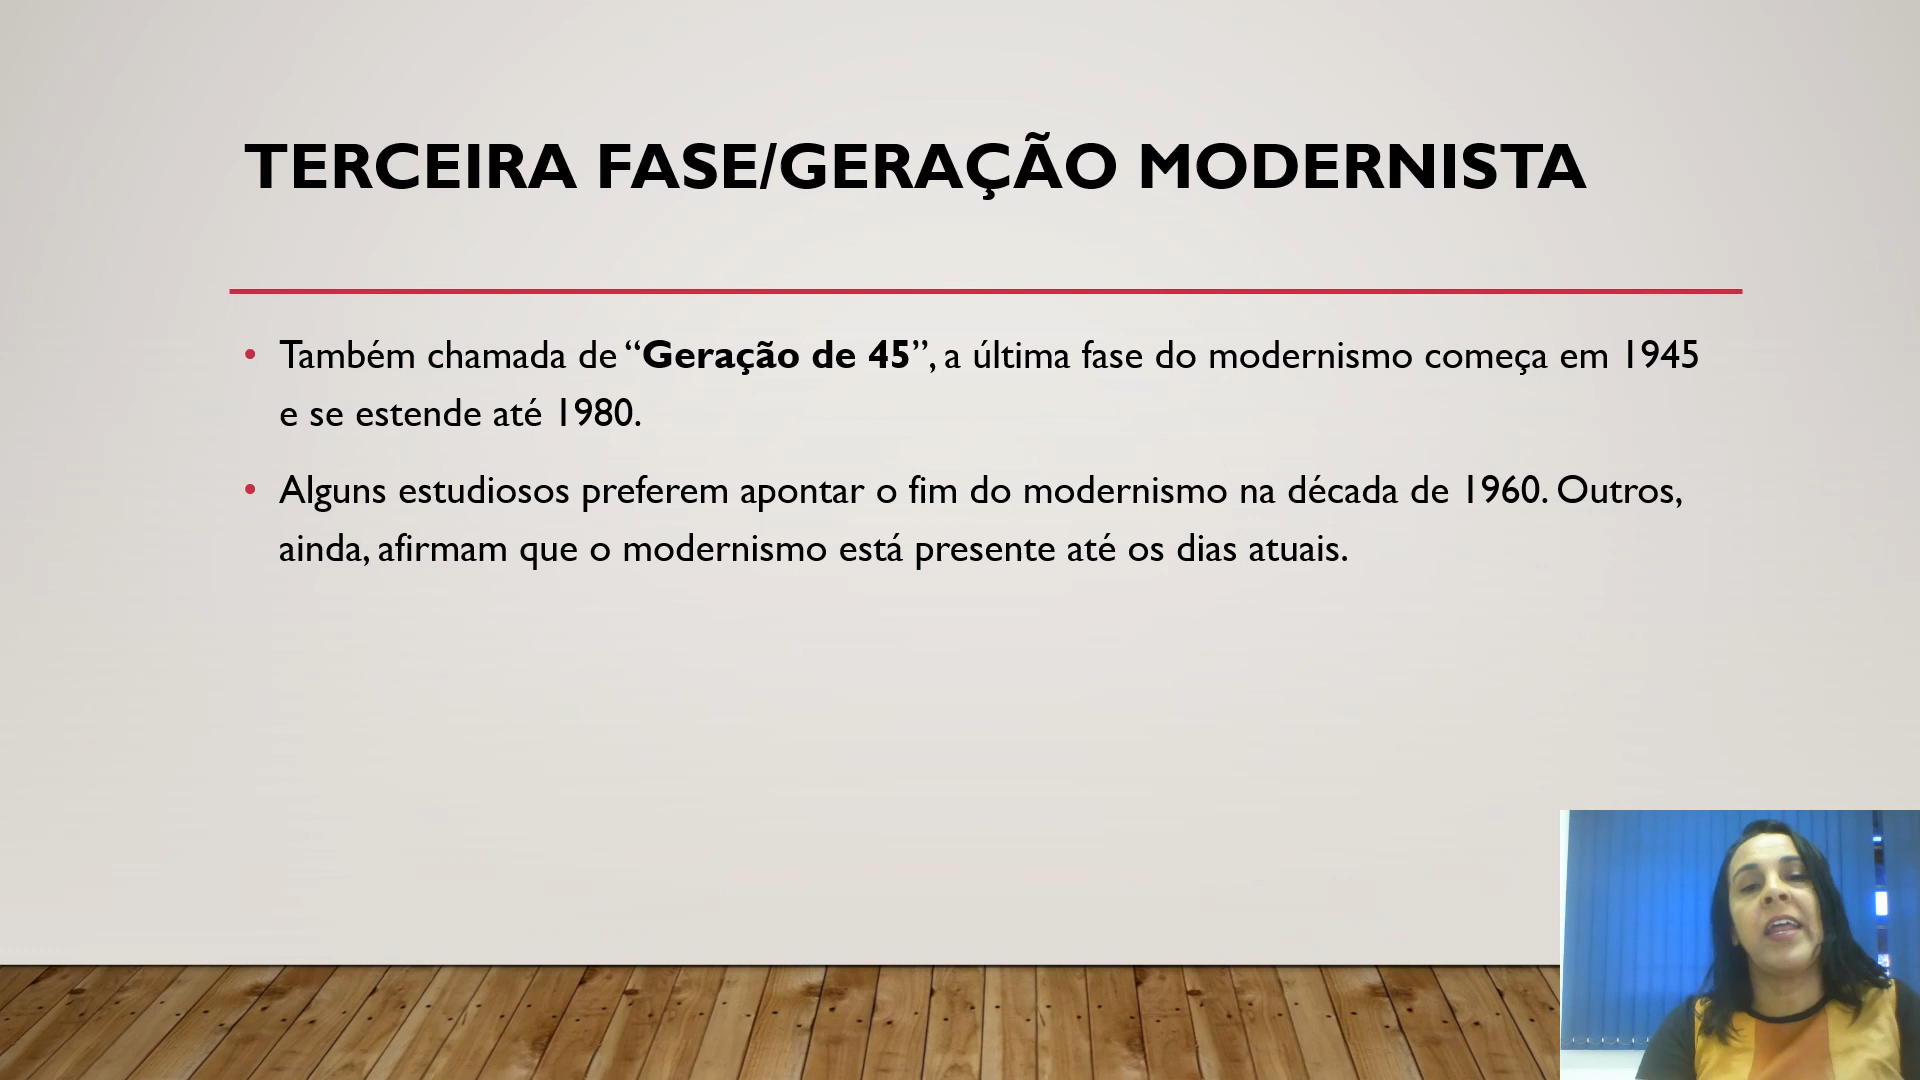 TERCEIRA FASE/GERAÇÃO MODERNISTA
• Também chamada de “Geração de 45”, a última fase do modernismo começa em 1945
e se estende até 1980.
• Alguns estudiosos preferem apontar o fim do modernismo na década de 1960. Outros,
ainda, afirmam que o modernismo está presente até os dias atuais.